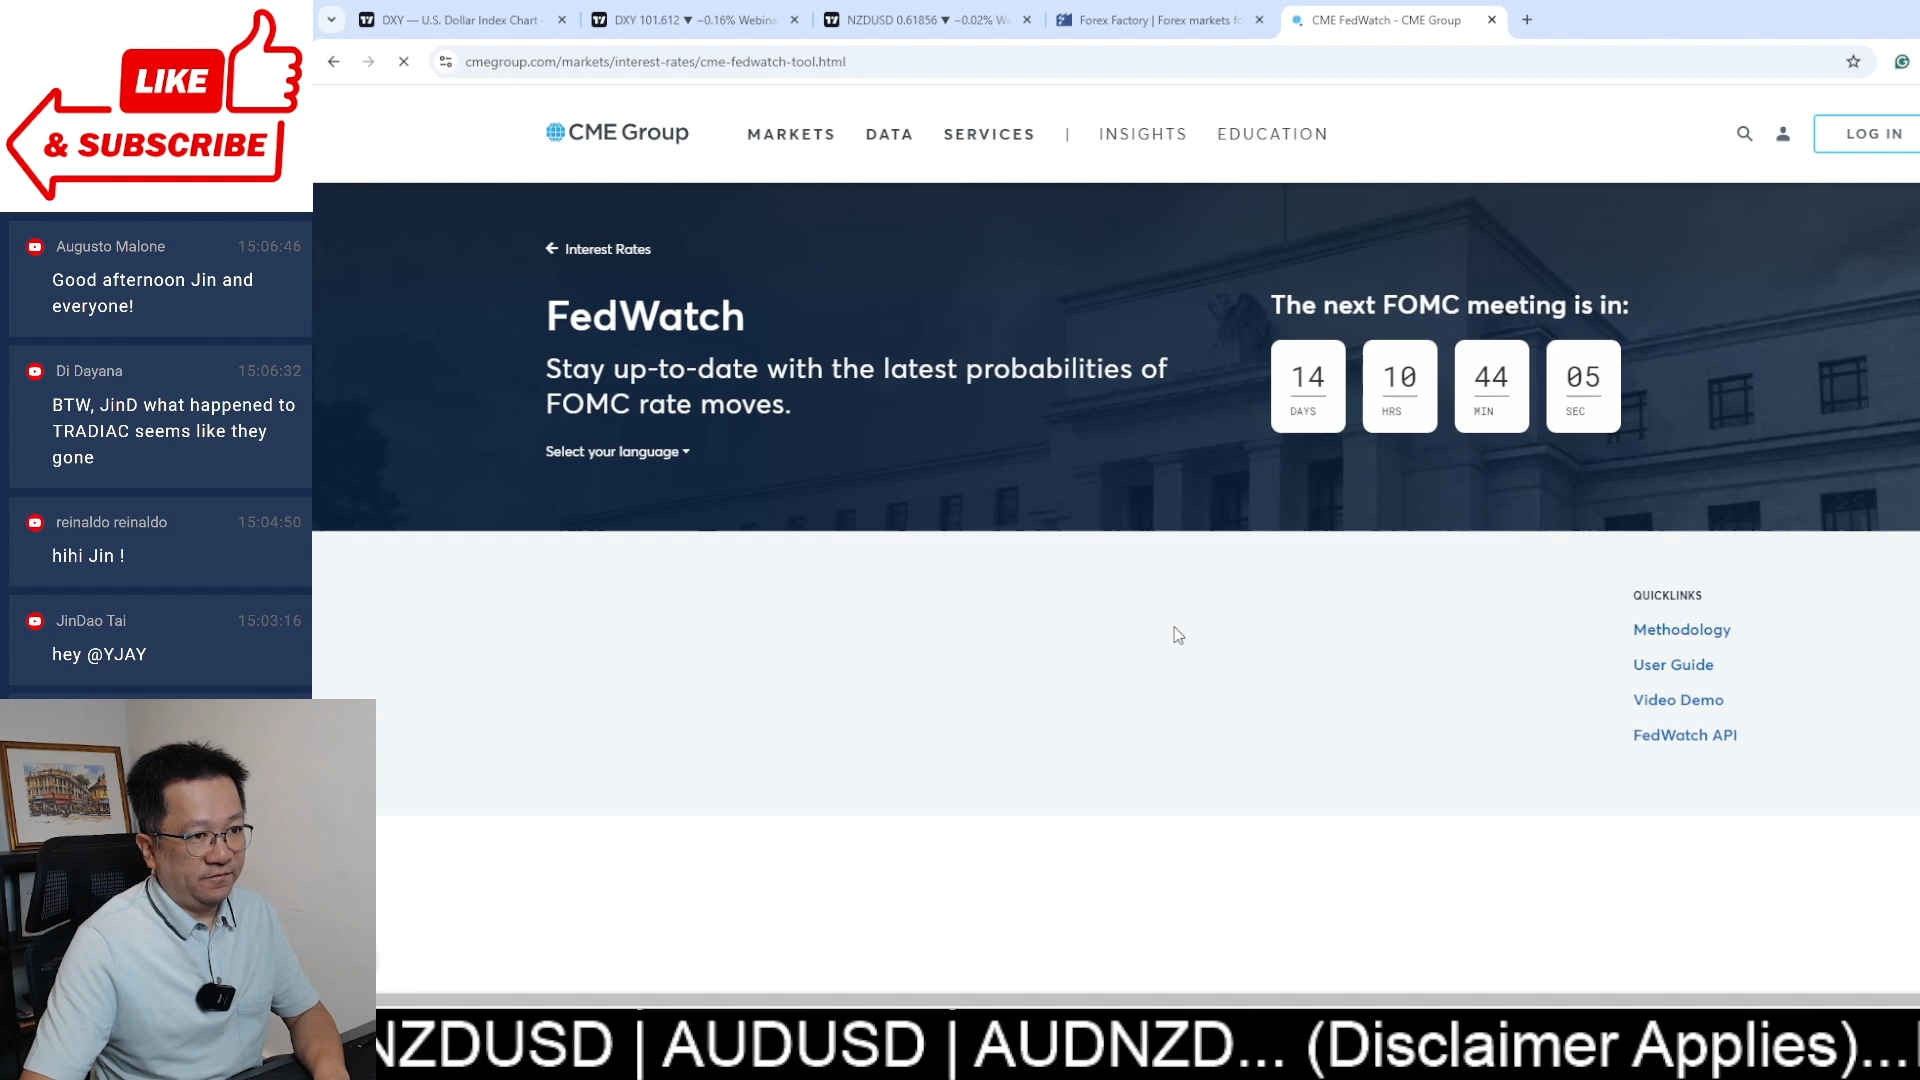 LIKE
& SUBSCRIBE
Augusto Malone 15:06:46
Good afternoon Jin and
everyone!
Di Dayana 15:06:32
BTW, JinD what happened to
TRADIAC seems like they
gone
reinaldo reinaldo 15:04:50
hihi Jin !
JinDao Tai 15:03:16
hey @YJAY
DXY — U.S. Dollar Index Chart
DXY 101.612 ▼ −0.16% Webina
NZDUSD 0.61856 ▼ −0.02% W
Forex Factory | Forex markets fo
CME FedWatch - CME Group
cmegroup.com/markets/interest-rates/cme-fedwatch-tool.html
CME Group
MARKETS DATA SERVICES | INSIGHTS EDUCATION
LOG IN
Interest Rates
FedWatch
Stay up-to-date with the latest probabilities of
FOMC rate moves.
Select your language
The next FOMC meeting is in:
14 10 44 05
DAYS HRS MIN SEC
QUICKLINKS
Methodology
User Guide
Video Demo
FedWatch API
NZDUSD | AUDUSD | AUDNZD... (Disclaimer Applies)...